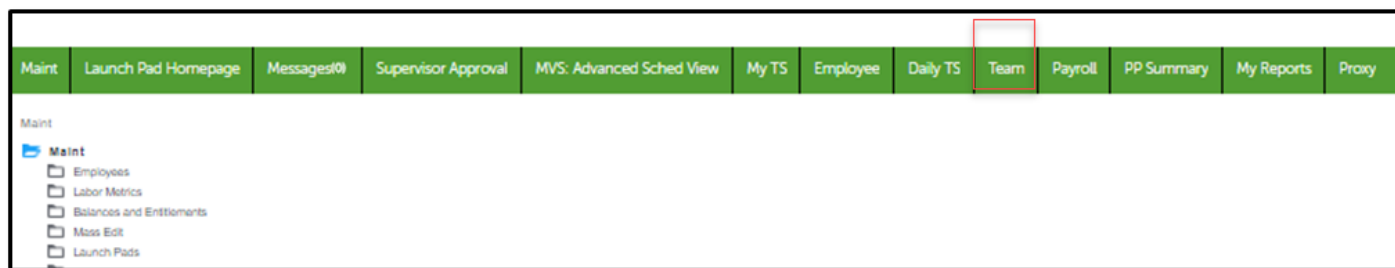 Maint Launch Pad Homepage Messages(0) Supervisor Approval MVS: Advanced Sched View My TS Employee Daily TS Team Payroll PP Summary My Reports Proxy
Maint
Maint
Employees
Labor Metrics
Balances and Entitlements
Mass Edit
Launch Pads